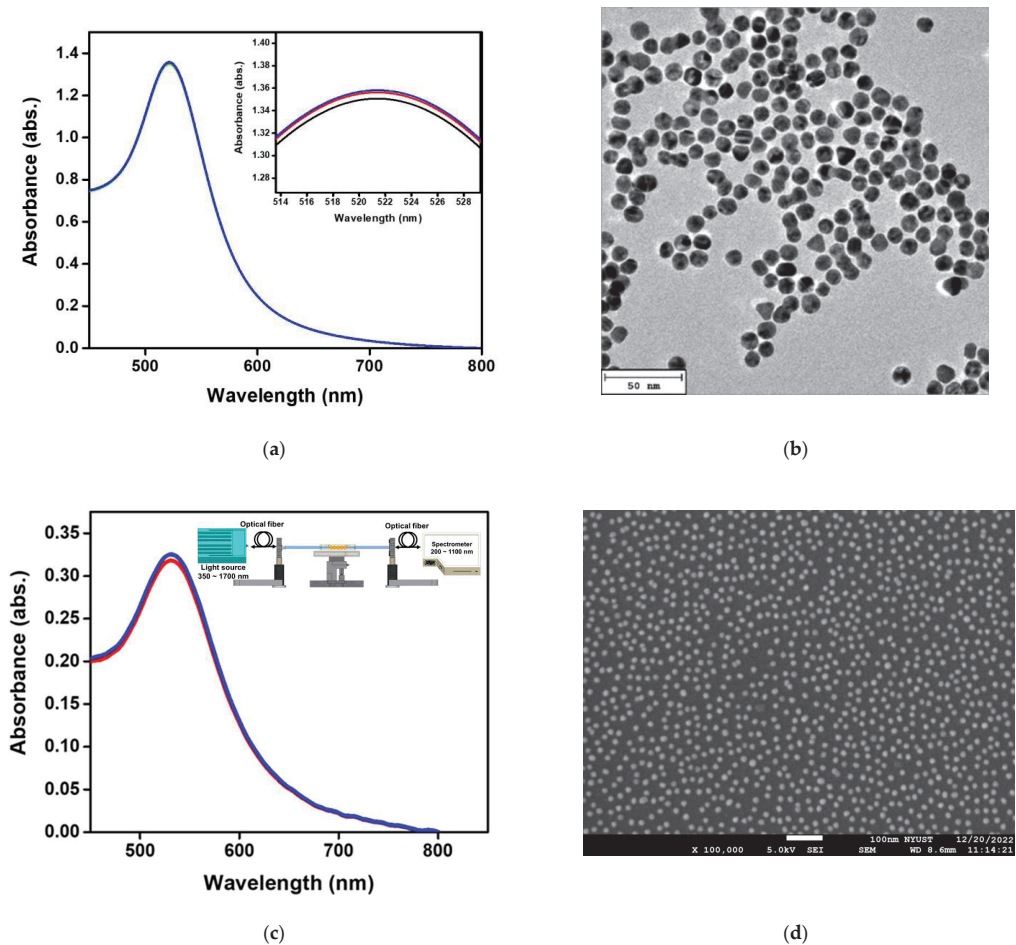 1.4
1.2
1.0
0.8
0.6
0.4
0.2
0.0
Absorbance (abs.)
500
600
700
800
Wavelength (nm)
1.40
1.38
1.36
1.34
1.32
1.30
1.28
Absorbance (abs.)
514 516 518 520 522 524 526 528
Wavelength (nm)
(a)
50 nm
(b)
0.35
0.30
0.25
0.20
0.15
0.10
0.05
0.00
Absorbance (abs.)
500
600
700
800
Wavelength (nm)
Optical fiber
Optical fiber
Light source
350 ~ 1700 nm
Spectrometer
200 ~ 1100 nm
(c)
100nm NYUST 12/20/2022
X 100,000 5.0kV SEI SEM WD 8.6mm 11:14:21
(d)